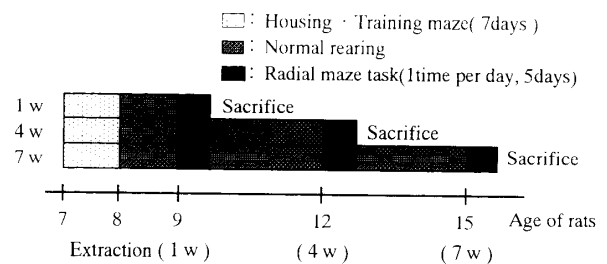 : Housing · Training maze( 7days )
: Normal rearing
: Radial maze task(1time per day, 5days)
1 w Sacrifice
4 w Sacrifice
7 w Sacrifice
7 8 9 12 15 Age of rats
Extraction ( 1 w ) ( 4 w ) ( 7 w )